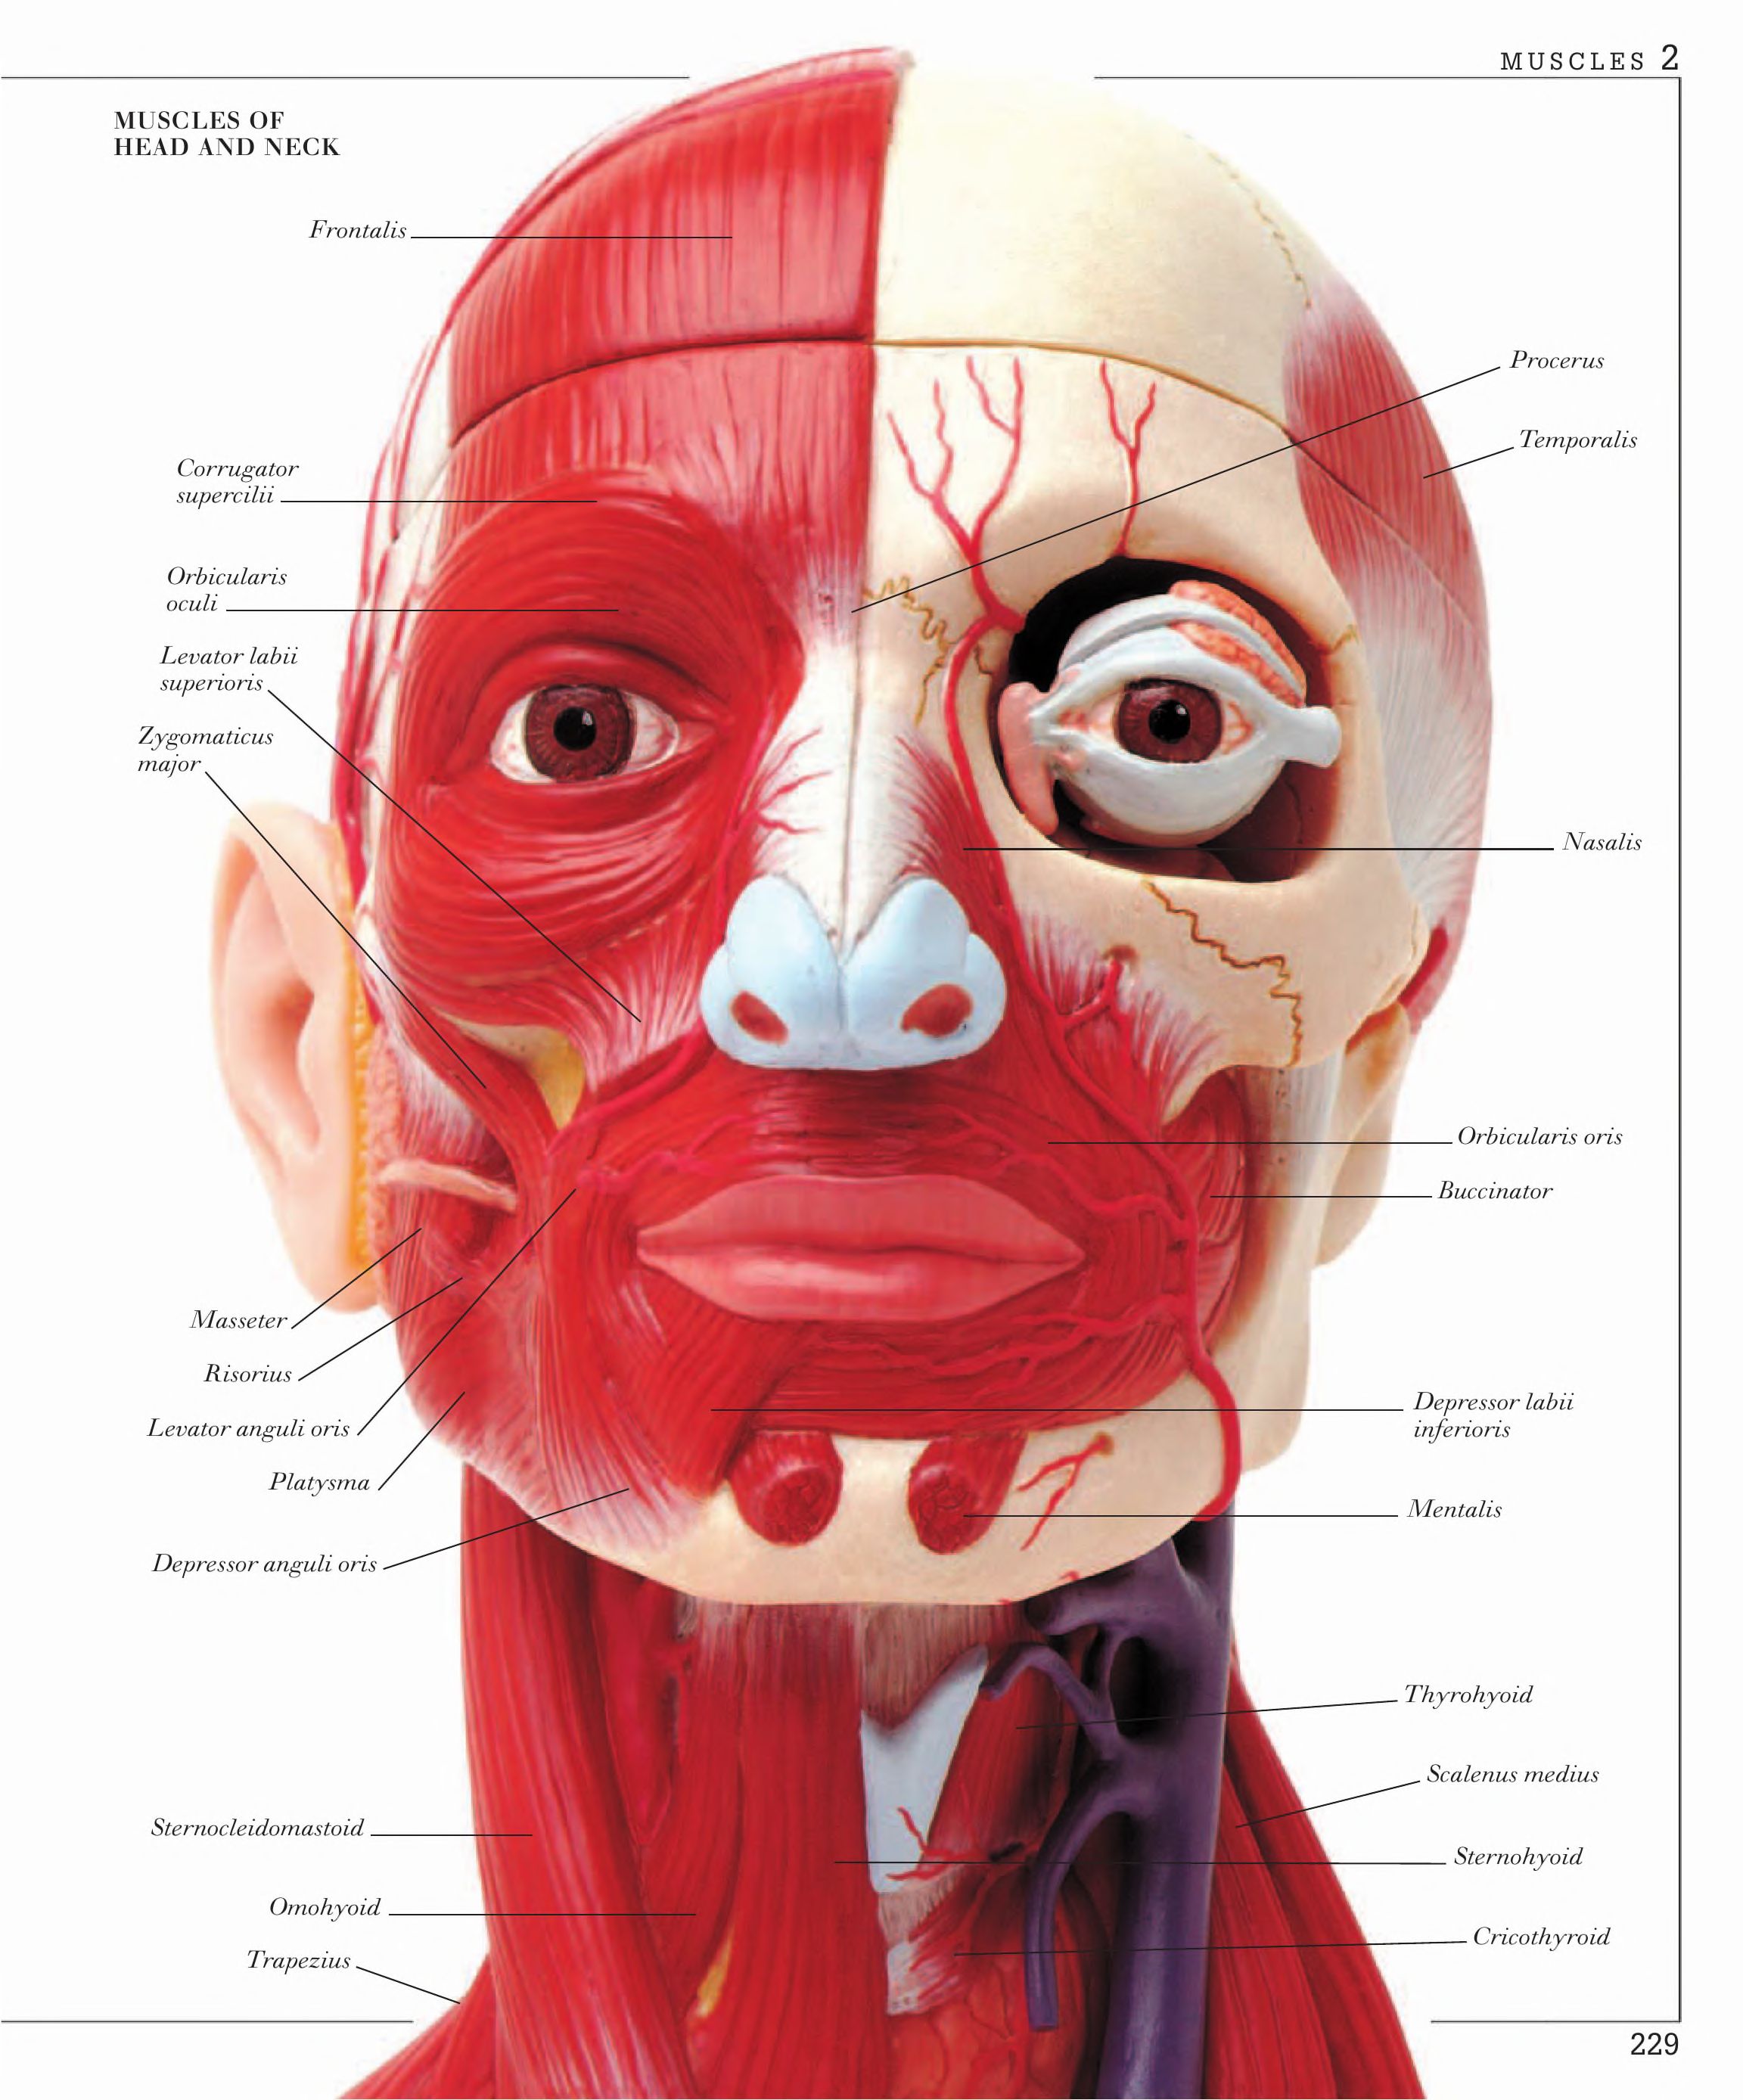 MUSCLES 2
MUSCLES OF
HEAD AND NECK
Frontalis
Corrugator
supercilii
Orbicularis
oculi
Levator labii
superioris
Zygomaticus
major
Masseter
Risorius
Levator anguli oris
Platysma
Depressor anguli oris
Sternocleidomastoid
Omohyoid
Trapezius
Procerus
Temporalis
Nasalis
Orbicularis oris
Buccinator
Depressor labii
inferioris
Mentalis
Thyrohyoid
Scalenus medius
Sternohyoid
Cricothyroid
229